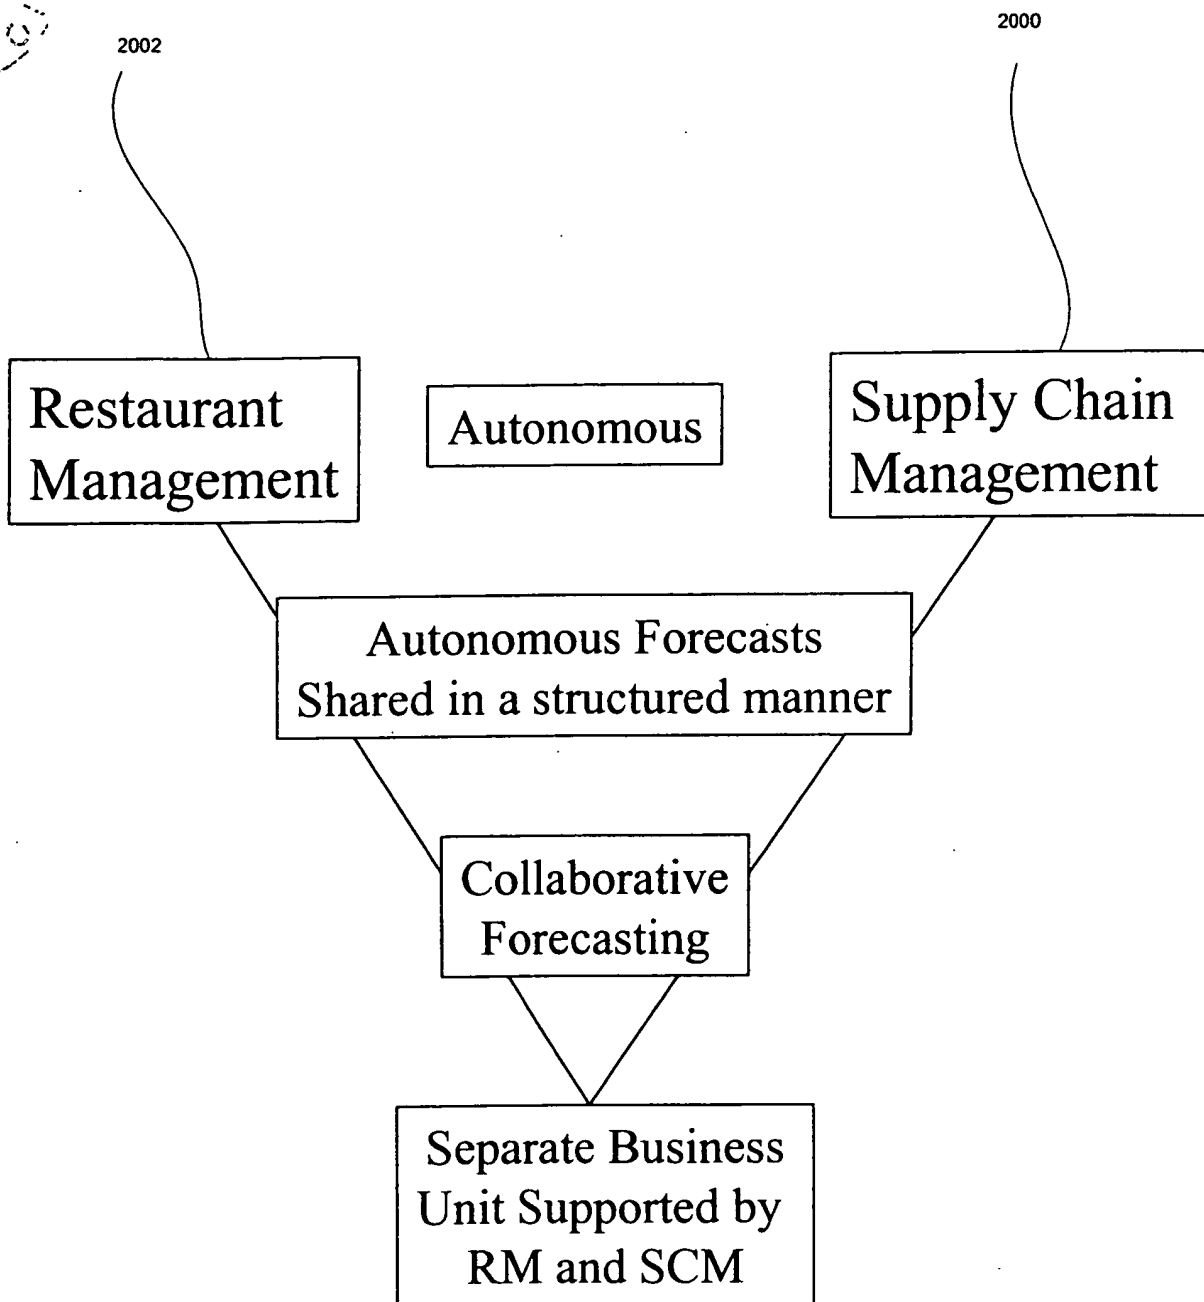 2002
2000
Restaurant
Management
Autonomous
Supply Chain
Management
Autonomous Forecasts
Shared in a structured manner
Collaborative
Forecasting
Separate Business
Unit Supported by
RM and SCM